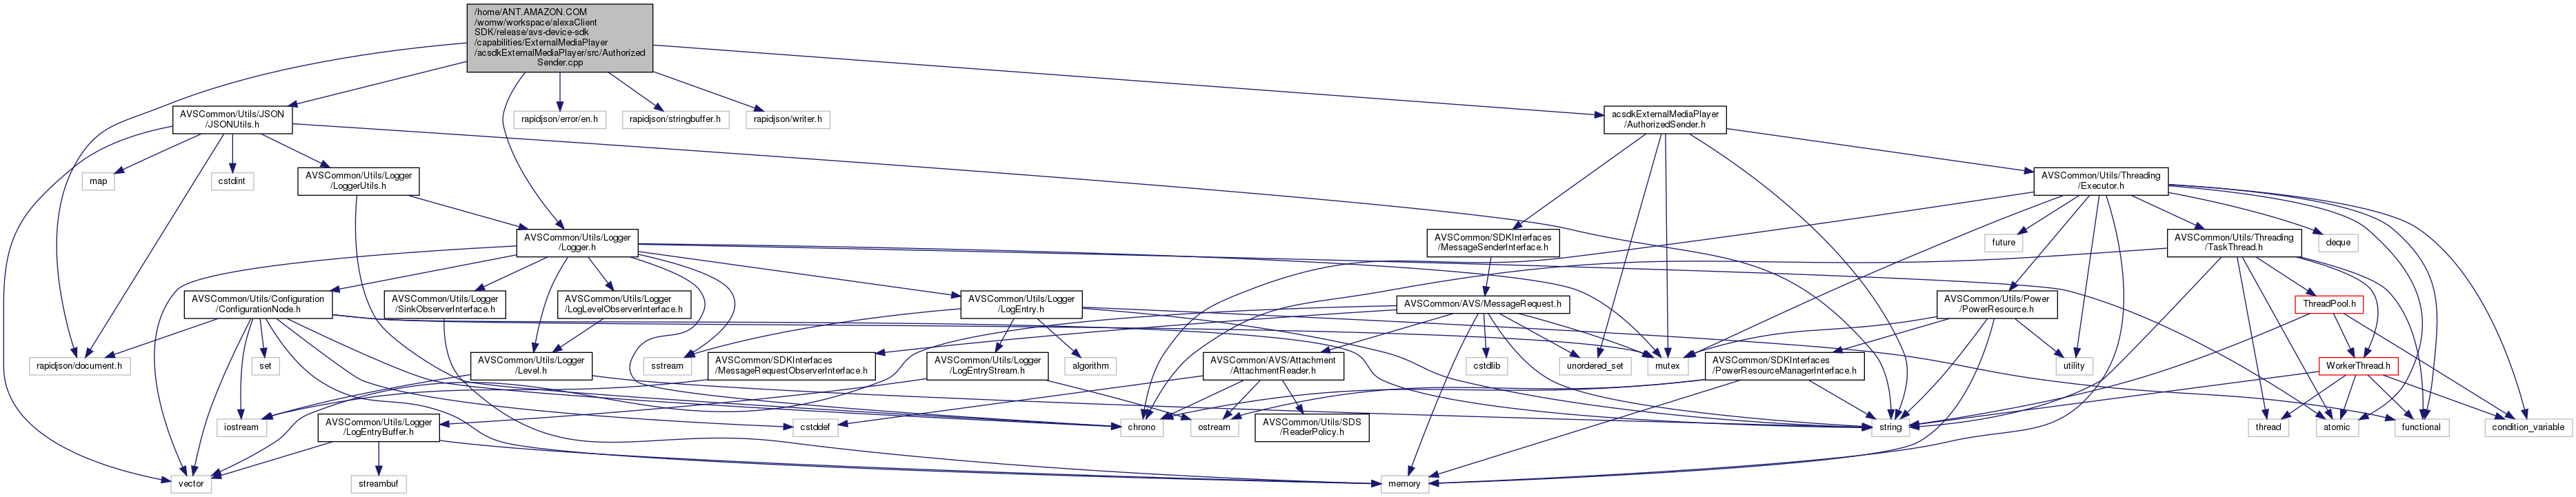 /home/ANT.AMAZON.COM
/womw/workspace/alexaClient
SDK/release/avs-device-sdk
/capabilities/ExternalMediaPlayer
/acsdkExternalMediaPlayer/src/Authorized
Sender.cpp
AVSCommon/Utils/JSON
/JSONUtils.h
rapidjson/error/en.h
rapidjson/stringbuffer.h
rapidjson/writer.h
acsdkExternalMediaPlayer
/AuthorizedSender.h
map
cstdint
AVSCommon/Utils/Logger
/LoggerUtils.h
AVSCommon/Utils/Threading
/Executor.h
AVSCommon/Utils/Logger
/Logger.h
AVSCommon/SDKInterfaces
/MessageSenderInterface.h
future
AVSCommon/Utils/Threading
/TaskThread.h
deque
AVSCommon/Utils/Configuration
/ConfigurationNode.h
AVSCommon/Utils/Logger
/SinkObserverInterface.h
AVSCommon/Utils/Logger
/LogLevelObserverInterface.h
AVSCommon/Utils/Logger
/LogEntry.h
AVSCommon/AVS/MessageRequest.h
AVSCommon/Utils/Power
/PowerResource.h
ThreadPool.h
rapidjson/document.h
set
AVSCommon/Utils/Logger
/Level.h
sstream
AVSCommon/SDKInterfaces
/MessageRequestObserverInterface.h
AVSCommon/Utils/Logger
/LogEntryStream.h
algorithm
AVSCommon/AVS/Attachment
/AttachmentReader.h
cstdlib
unordered_set
mutex
AVSCommon/SDKInterfaces
/PowerResourceManagerInterface.h
utility
WorkerThread.h
iostream
AVSCommon/Utils/Logger
/LogEntryBuffer.h
cstddef
chrono
ostream
AVSCommon/Utils/SDS
/ReaderPolicy.h
string
thread
atomic
functional
condition_variable
vector
streambuf
memory